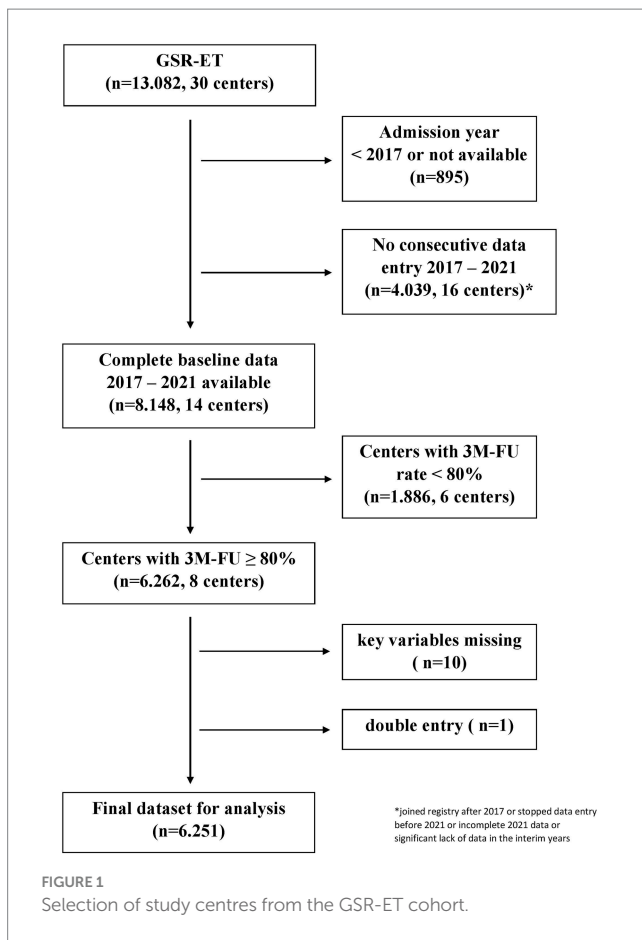 GSR-ET
(n=13.082, 30 centers)
Admission year
< 2017 or not available
(n=895)
No consecutive data
entry 2017 – 2021
(n=4.039, 16 centers)*
Complete baseline data
2017 – 2021 available
(n=8.148, 14 centers)
Centers with 3M-FU
rate < 80%
(n=1.886, 6 centers)
Centers with 3M-FU ≥ 80%
(n=6.262, 8 centers)
key variables missing
( n=10)
double entry ( n=1)
Final dataset for analysis
(n=6.251)
*joined registry after 2017 or stopped data entry
before 2021 or incomplete 2021 data or
significant lack of data in the interim years
FIGURE 1
Selection of study centres from the GSR-ET cohort.